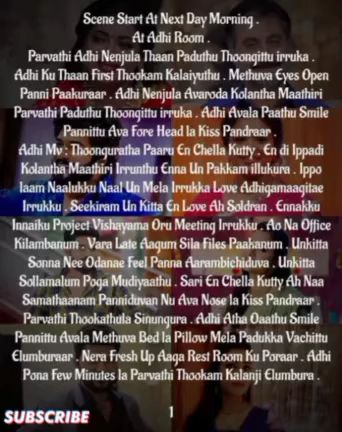 Scene Start At Next Day Morning .
At Adhi Room .
Parvathi Adhi Nenjula Thaan Paduthu Thoongittu irruka .
Adhi Ku Thaan First Thookam Kalaiyuthu . Methuva Eyes Open
Panni Paakuraar . Adhi Nenjula Avaroda Kolantha Maathiri
Parvathi Paduthu Thoongittu irruka . Adhi Avala Paathu Smile
Pannittu Ava Fore Head la Kiss Pandraar .
Adhi Mv : Thonguratha Paaru En Chella Kutty . En di Ippadi
Kolantha Maathiri Irrunthu Enna Un Pakkam illukura . Ippo
laam Naalukku Naal Un Mela Irrukka Love Adhigamaagitae
Irrukku . Seekiram Un Kitta En Love Ah Soldran . Ennakku
Innaiku Project Vishayama Oru Meeting Irrukku . Ao Na Office
Kilambanum . Vara Late Aagum Sila Files Paakanum . Unkitta
Sonna Nee Odanae Feel Panna Aarambichiduva . Unkitta
Sollamalum Poga Mudiyaathu . Sari En Chella Kutty Ah Naa
Samathaanam Panniduvan Nu Ava Nose la Kiss Pandraar .
Parvathi Thookathula Sinungura . Adhi Atha Oaathu Smile
Pannittu Avala Methuva Bed la Pillow Mela Padukka Vachittu
Elumburaar . Nera Fresh Up Aaga Rest Room Ku Poraar . Adhi
Pona Few Minutes la Parvathi Thookam Kalanji Elumbura .
SUBSCRIBE
1